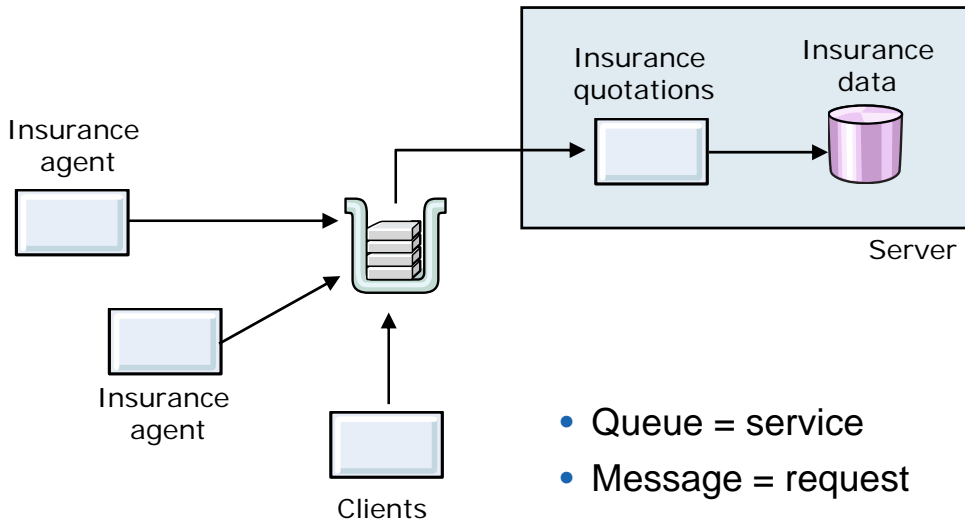 Insurance
quotations
Insurance
data
Server
Insurance
agent
Insurance
agent
Clients
• Queue = service
• Message = request